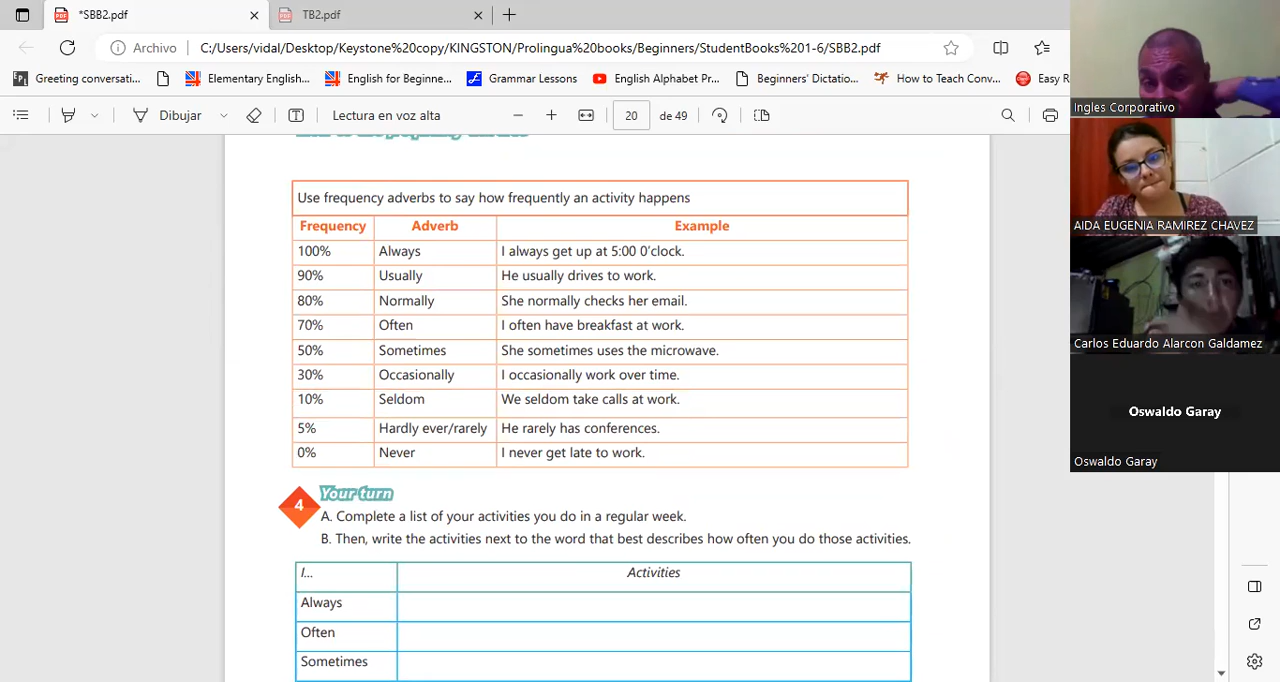 *SBB2.pdf
TB2.pdf
Archivo
C:/Users/vidal/Desktop/Keystone%20copy/KINGSTON/Prolingua%20books/Beginners/StudentBooks%201-6/SBB2.pdf
Greeting conversati...
Elementary English...
English for Beginne...
Grammar Lessons
English Alphabet Pr...
Beginners' Dictatio...
How to Teach Conv...
Easy R
Dibujar
Lectura en voz alta
20 de 49
Use frequency adverbs to say how frequently an activity happens
Frequency Adverb Example
100% Always I always get up at 5:00 0'clock.
90% Usually He usually drives to work.
80% Normally She normally checks her email.
70% Often I often have breakfast at work.
50% Sometimes She sometimes uses the microwave.
30% Occasionally I occasionally work over time.
10% Seldom We seldom take calls at work.
5% Hardly ever/rarely He rarely has conferences.
0% Never I never get late to work.
4 Your turn
A. Complete a list of your activities you do in a regular week.
B. Then, write the activities next to the word that best describes how often you do those activities.
I... Activities
Always
Often
Sometimes
Ingles Corporativo
AIDA EUGENIA RAMIREZ CHAVEZ
Carlos Eduardo Alarcon Galdamez
Oswaldo Garay
Oswaldo Garay